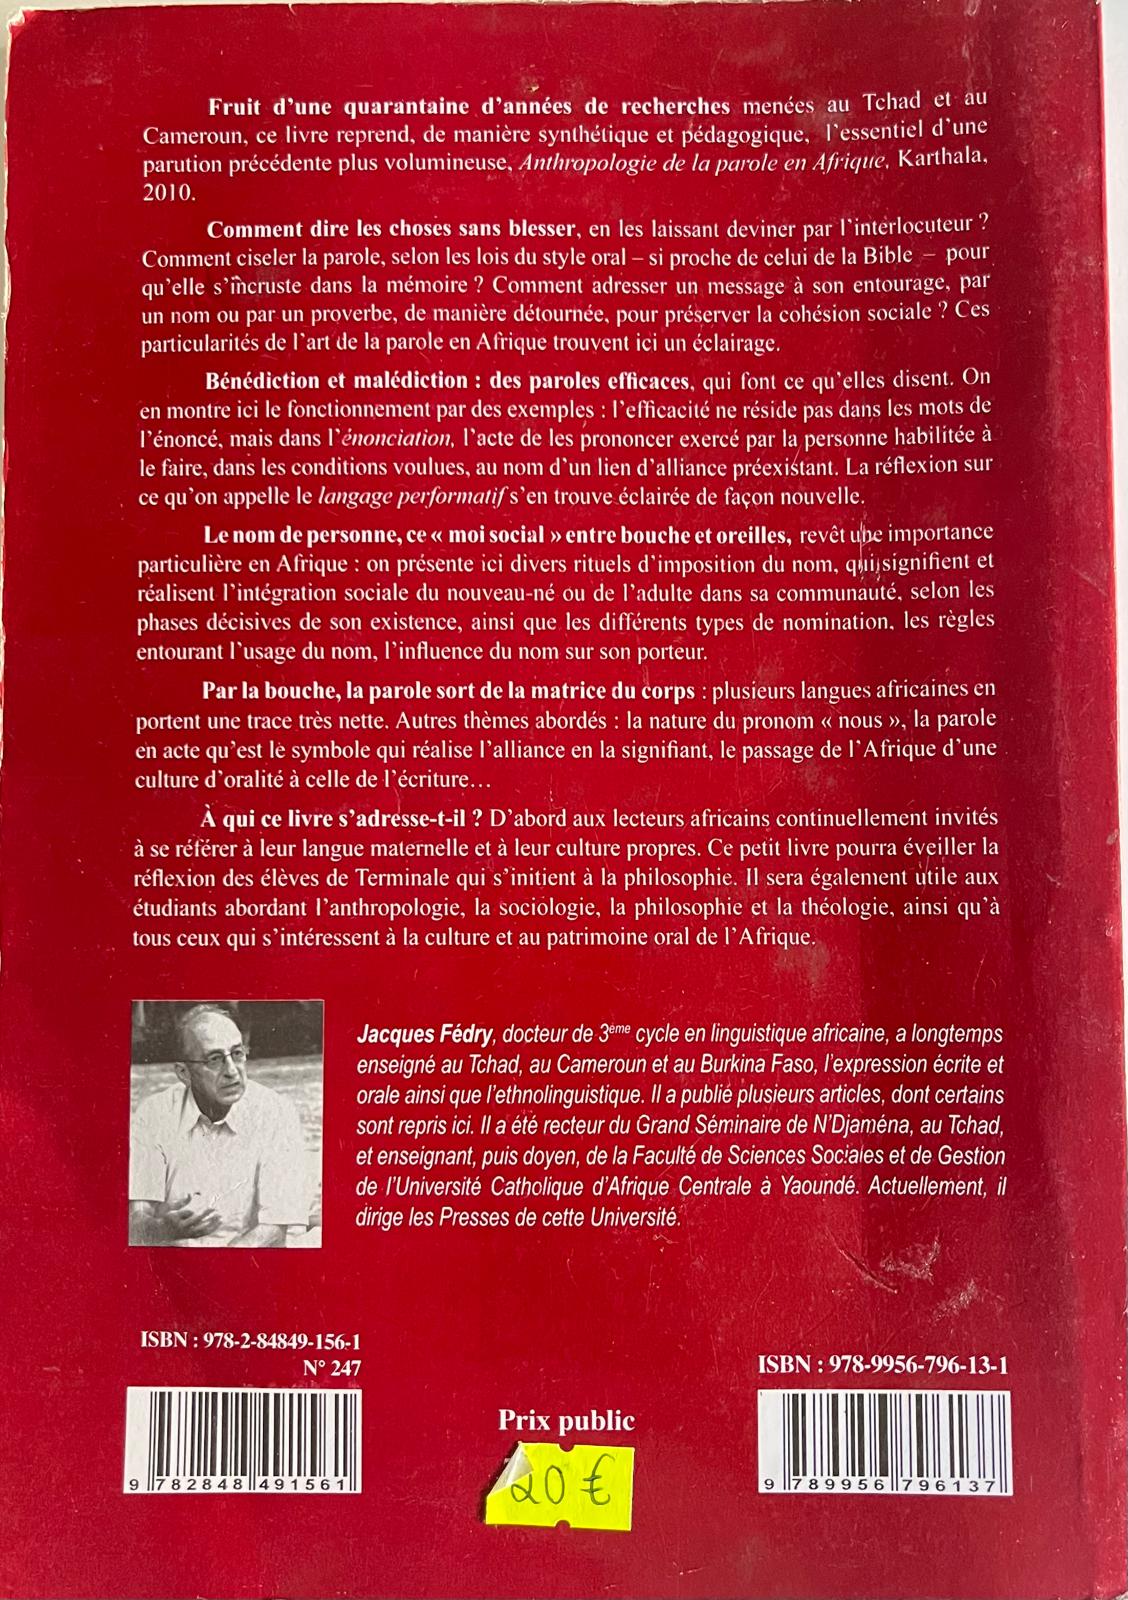 Fruit d'une quarantaine d'années de recherches menées au Tchad et au
Cameroun, ce livre reprend, de manière synthétique et pédagogique, l'essentiel d'une
parution précédente plus volumineuse, Anthropologie de la parole en Afrique, Karthala,
2010.
Comment dire les choses sans blesser, en les laissant deviner par l'interlocuteur ?
Comment ciseler la parole, selon les lois du style oral – si proche de celui de la Bible – pour
qu'elle s'incruste dans la mémoire ? Comment adresser un message à son entourage, par
un nom ou par un proverbe, de manière détournée, pour préserver la cohésion sociale ? Ces
particularités de l'art de la parole en Afrique trouvent ici un éclairage.
Bénédiction et malédiction : des paroles efficaces, qui font ce qu'elles disent. On
en montre ici le fonctionnement par des exemples : l'efficacité ne réside pas dans les mots de
l'énoncé, mais dans l'énonciation, l'acte de les prononcer exercé par la personne habilitée à
le faire, dans les conditions voulues, au nom d'un lien d'alliance préexistant. La réflexion sur
ce qu'on appelle le langage performatif s'en trouve éclairée de façon nouvelle.
Le nom de personne, ce « moi social » entre bouche et oreilles, revêt une importance
particulière en Afrique : on présente ici divers rituels d'imposition du nom, qui signifient et
réalisent l'intégration sociale du nouveau-né ou de l'adulte dans sa communauté, selon les
phases décisives de son existence, ainsi que les différents types de nomination, les règles
entourant l'usage du nom, l'influence du nom sur son porteur.
Par la bouche, la parole sort de la matrice du corps : plusieurs langues africaines en
portent une trace très nette. Autres thèmes abordés : la nature du pronom « nous », la parole
en acte qu'est le symbole qui réalise l'alliance en la signifiant, le passage de l'Afrique d'une
culture d'oralité à celle de l'écriture…
À qui ce livre s'adresse-t-il ? D'abord aux lecteurs africains continuellement invités
à se référer à leur langue maternelle et à leur culture propres. Ce petit livre pourra éveiller la
réflexion des élèves de Terminale qui s'initient à la philosophie. Il sera également utile aux
étudiants abordant l'anthropologie, la sociologie, la philosophie et la théologie, ainsi qu'à
tous ceux qui s'intéressent à la culture et au patrimoine oral de l'Afrique.
Jacques Fédry, docteur de 3ème cycle en linguistique africaine, a longtemps
enseigné au Tchad, au Cameroun et au Burkina Faso, l'expression écrite et
orale ainsi que l'ethnolinguistique. Il a publié plusieurs articles, dont certains
sont repris ici. Il a été recteur du Grand Séminaire de N'Djaména, au Tchad,
et enseignant, puis doyen, de la Faculté de Sciences Sociales et de Gestion
de l'Université Catholique d'Afrique Centrale à Yaoundé. Actuellement, il
dirige les Presses de cette Université.
ISBN : 978-2-84849-156-1
N° 247
9 782848 491561
Prix public
20 €
ISBN : 978-9956-796-13-1
9 789956 796137